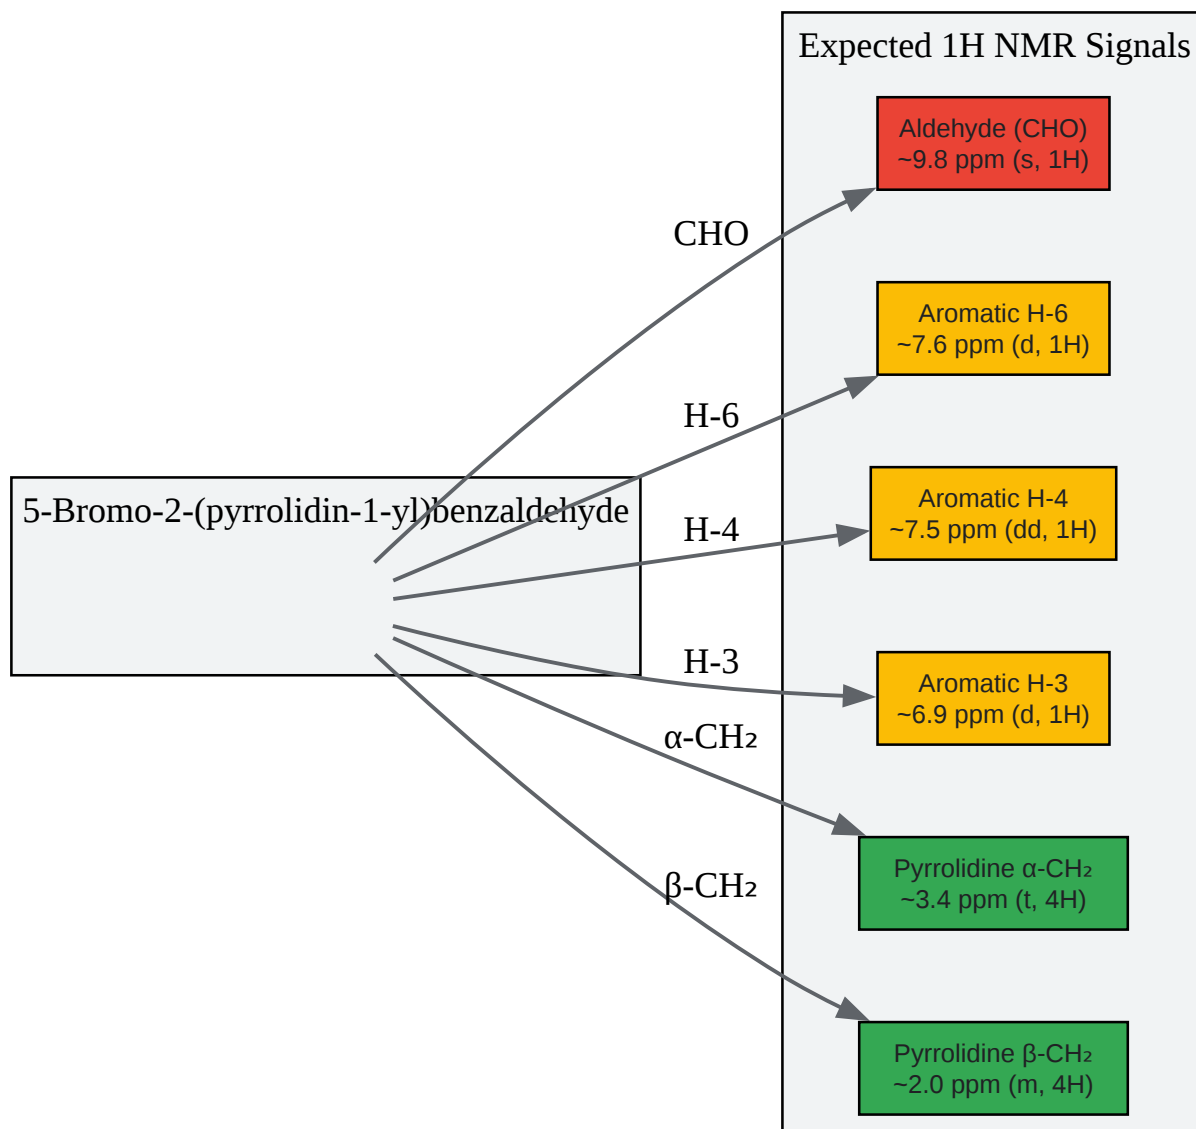 Expected 1H NMR Signals
Aldehyde (CHO)
~9.8 ppm (s, 1H)
CHO
Aromatic H-6
~7.6 ppm (d, 1H)
H-6
5-Bromo-2-(pyrrolidin-1-yl)benzaldehyde
H-4
Aromatic H-4
~7.5 ppm (dd, 1H)
H-3
Aromatic H-3
~6.9 ppm (d, 1H)
α-CH₂
Pyrrolidine α-CH₂
~3.4 ppm (t, 4H)
β-CH₂
Pyrrolidine β-CH₂
~2.0 ppm (m, 4H)